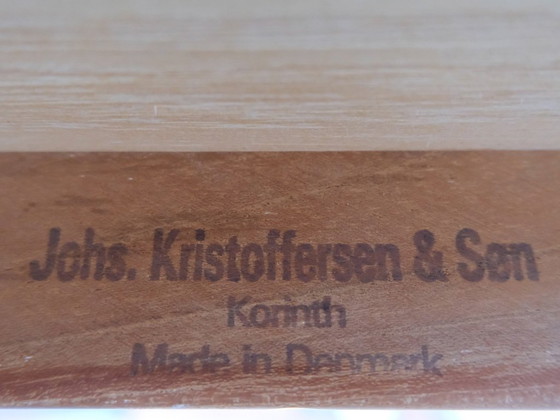 Johs. Kristoffersen & Søn
Korinth
Made in Denmark